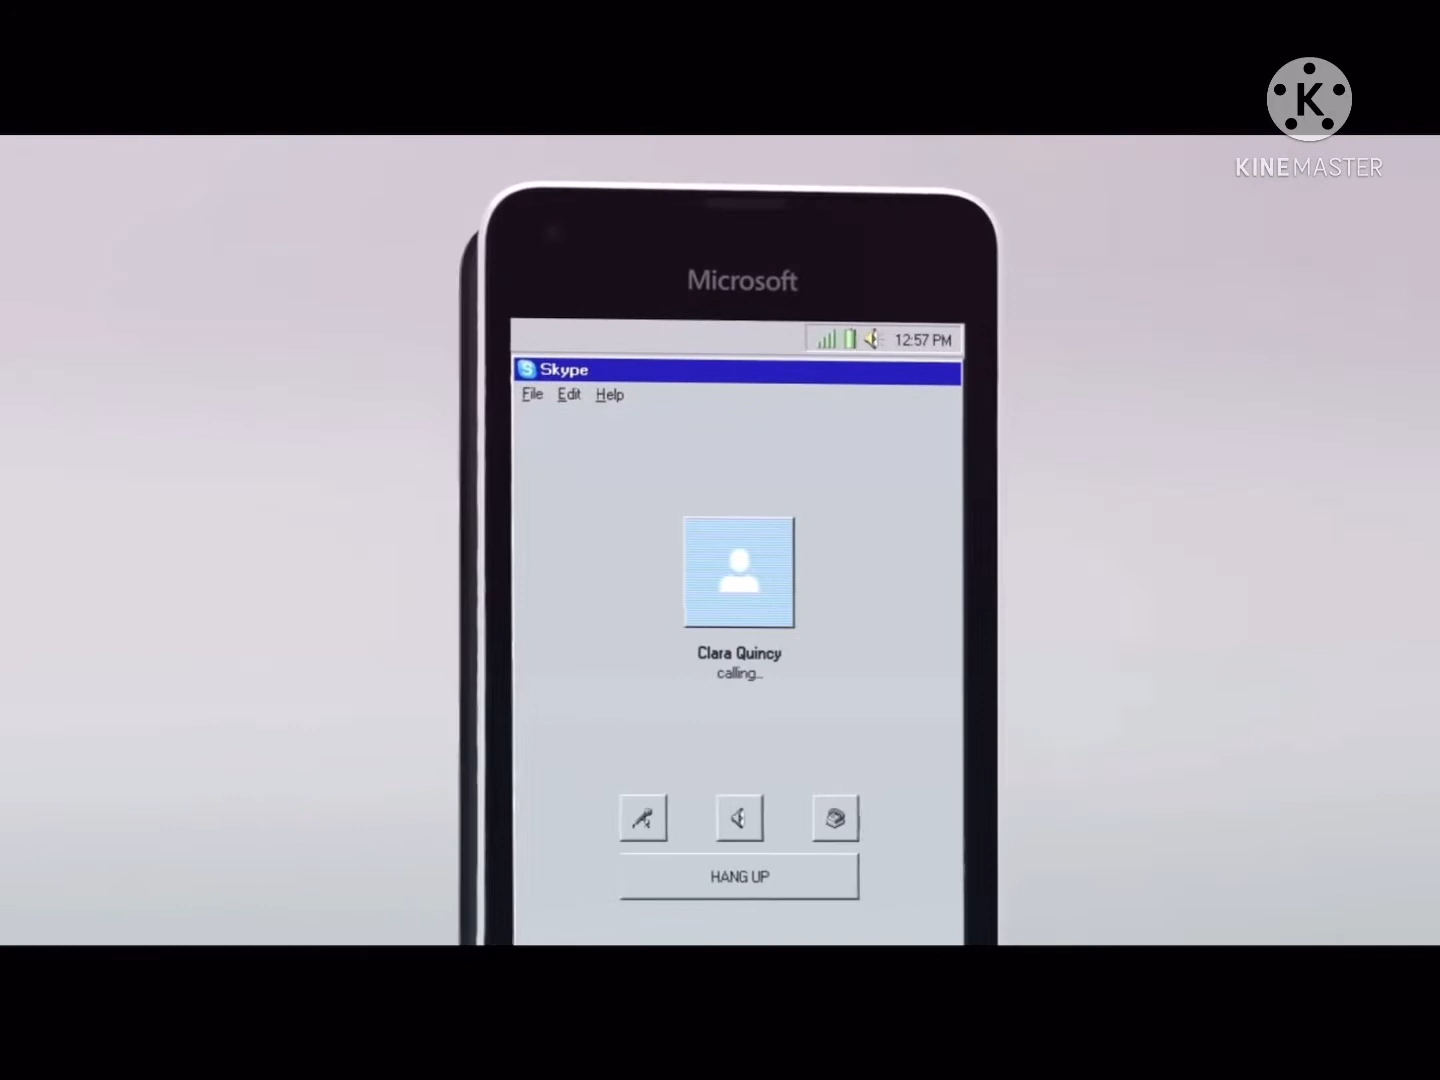 K
KINEMASTER
Microsoft
12:57 PM
S Skype
File Edit Help
Clara Quincy
calling...
HANG UP